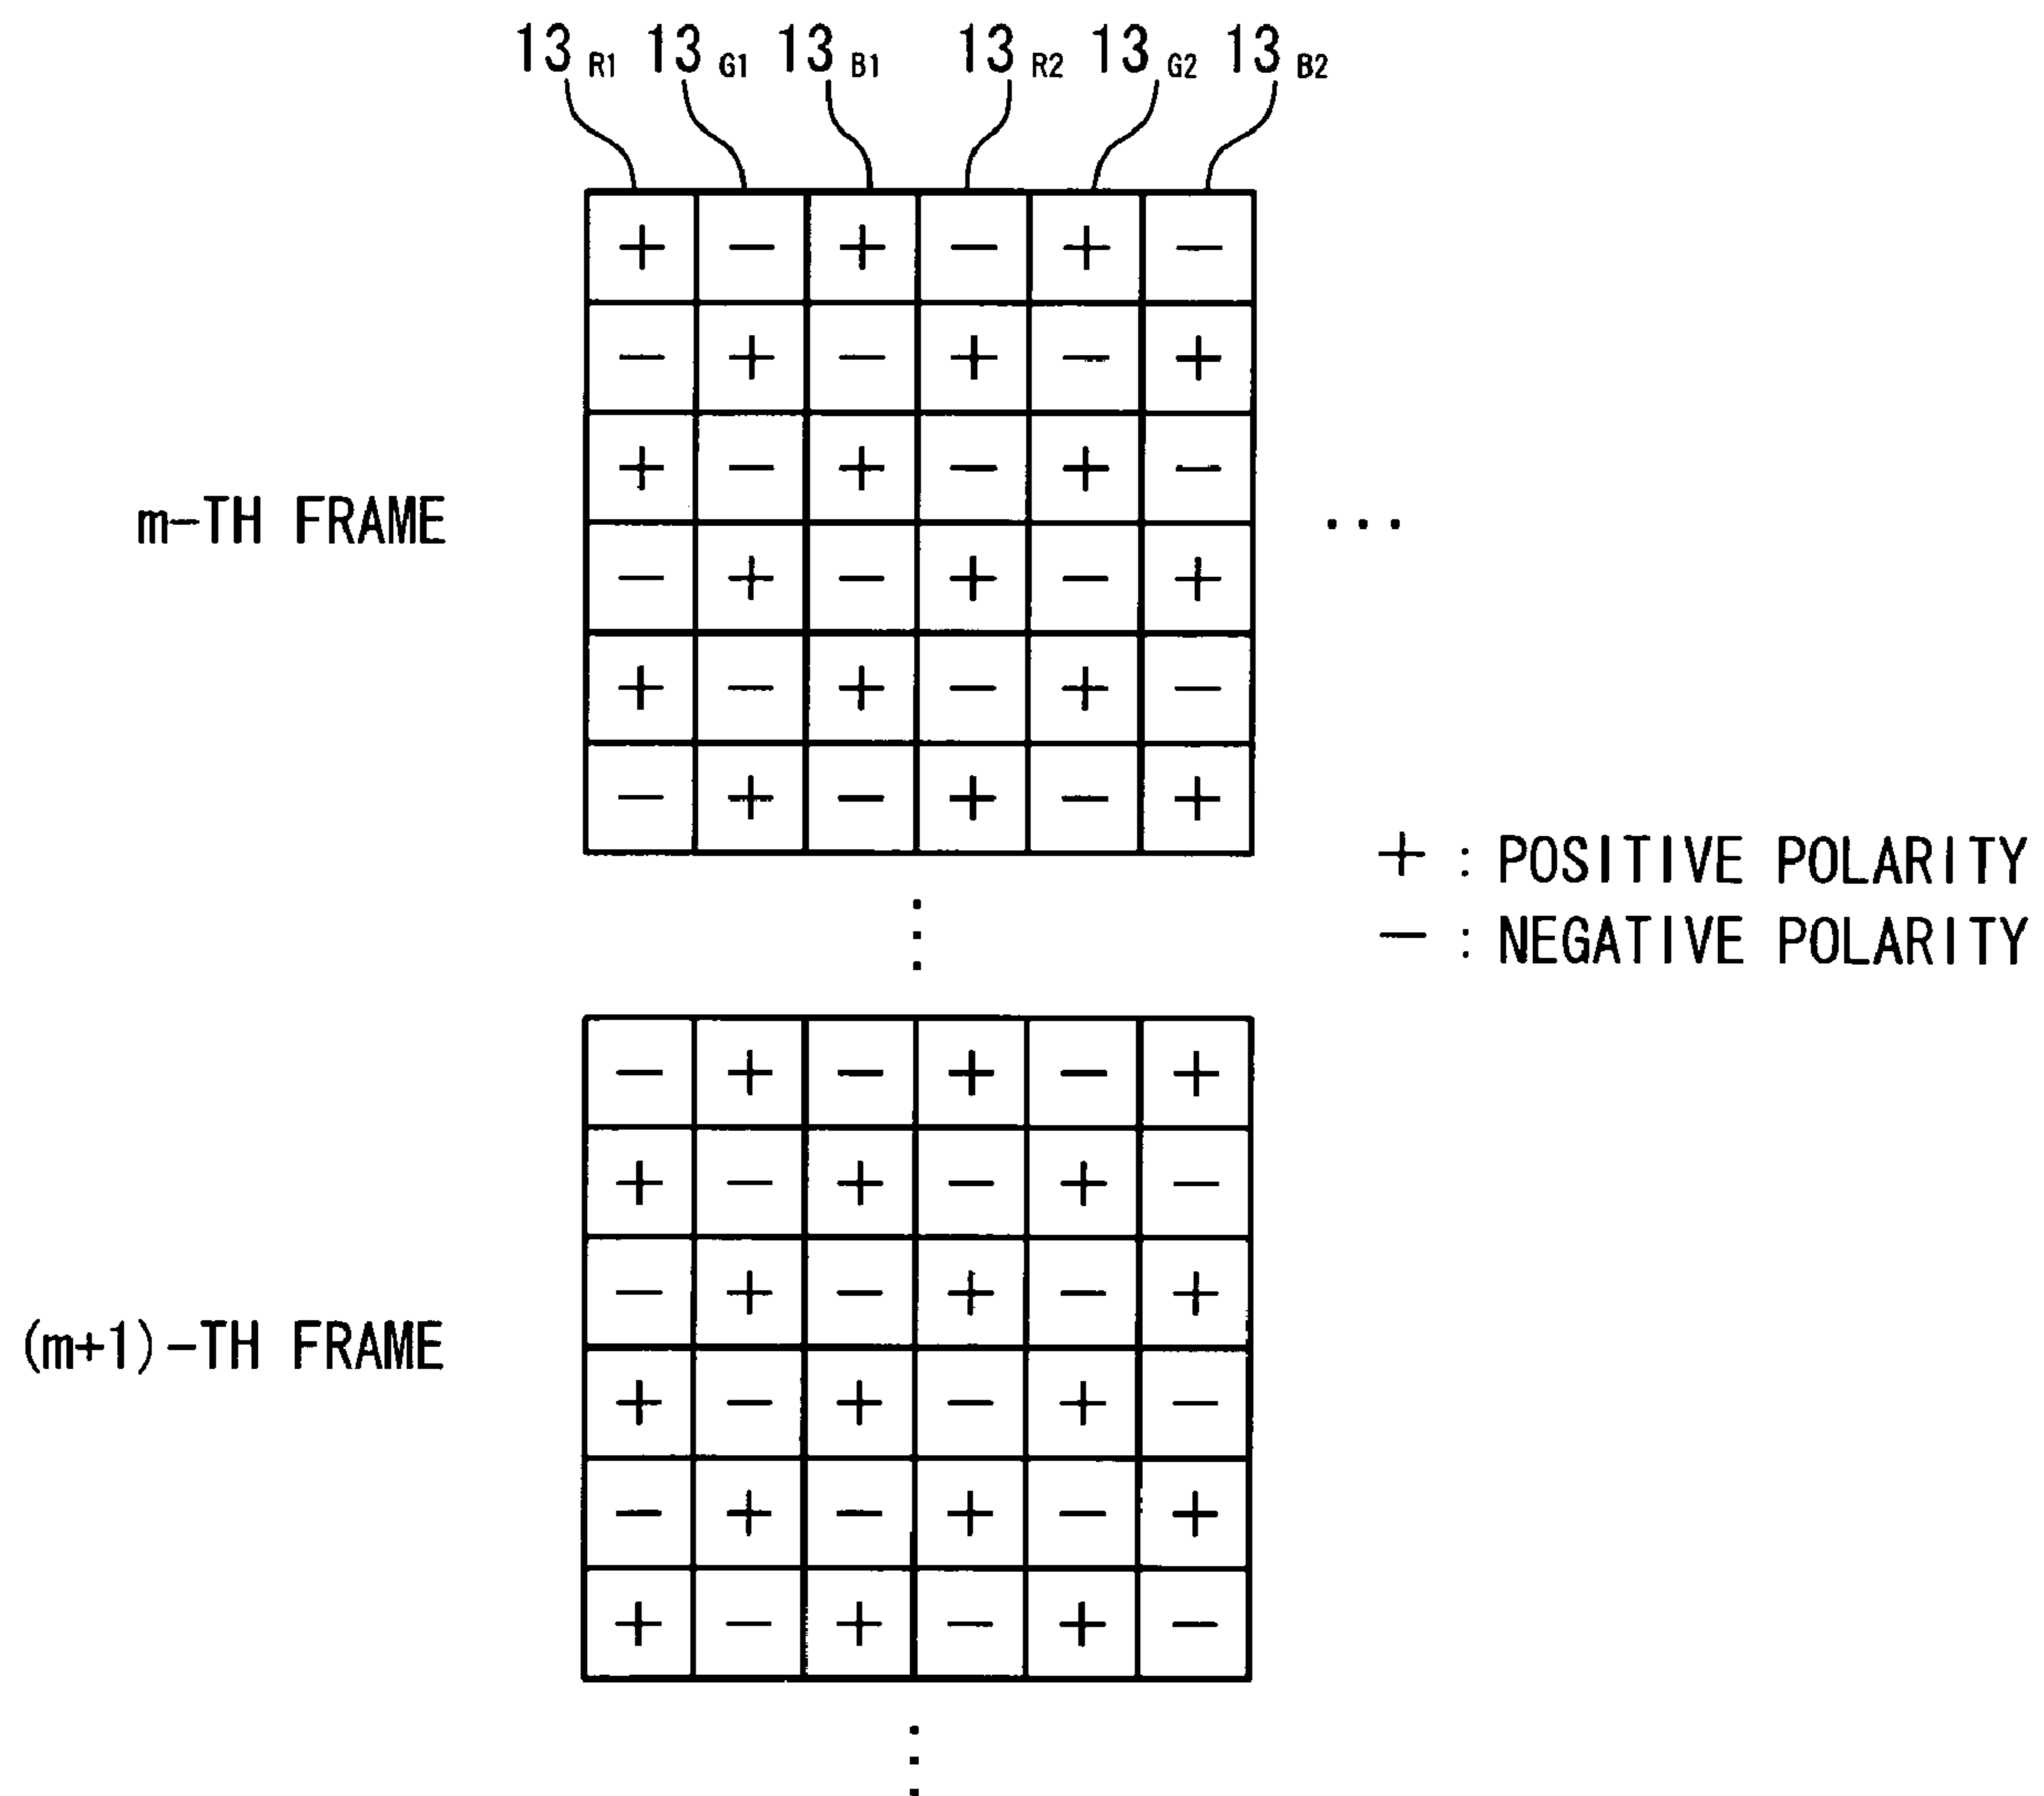 13 R1 13 G1 13 B1 13 R2 13 G2 13 B2
+ − + − + −
− + − + − +
+ − + − + −
m-TH FRAME ...
− + − + − +
+ − + − + −
− + − + − +
+ : POSITIVE POLARITY
− : NEGATIVE POLARITY
− + − + − +
+ − + − + −
− + − + − +
(m+1)-TH FRAME
+ − + − + −
− + − + − +
+ − + − + −